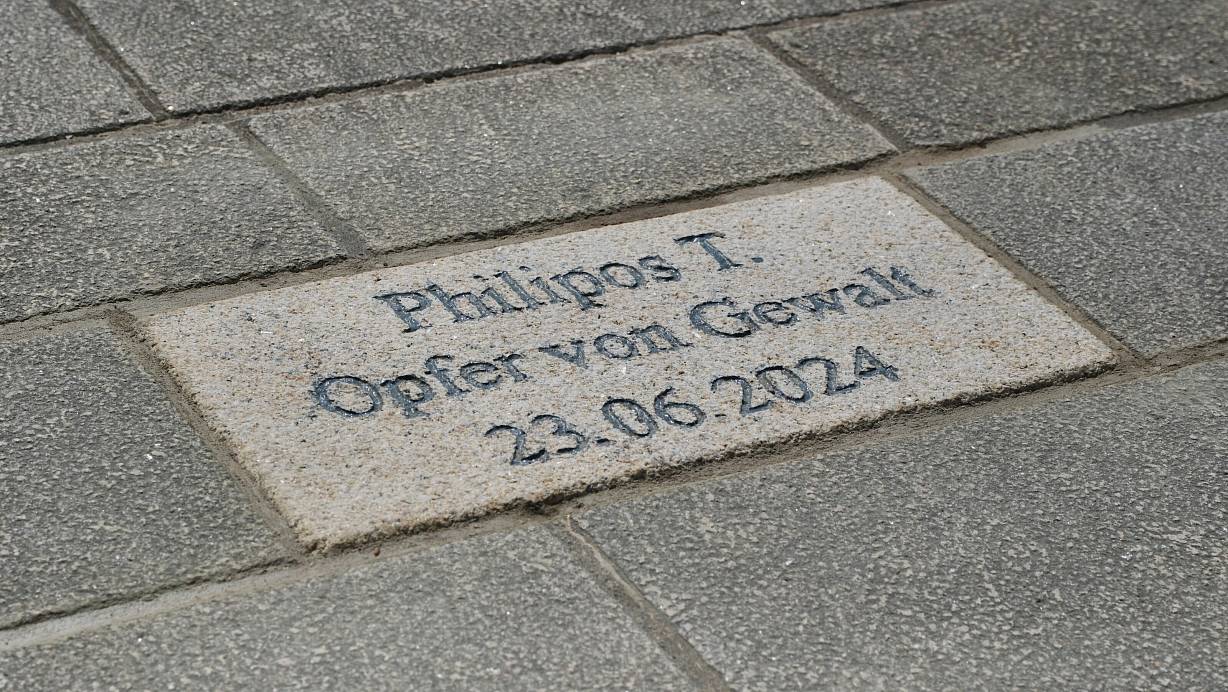 Philipos T.
Opfer von Gewalt
23.06.2024